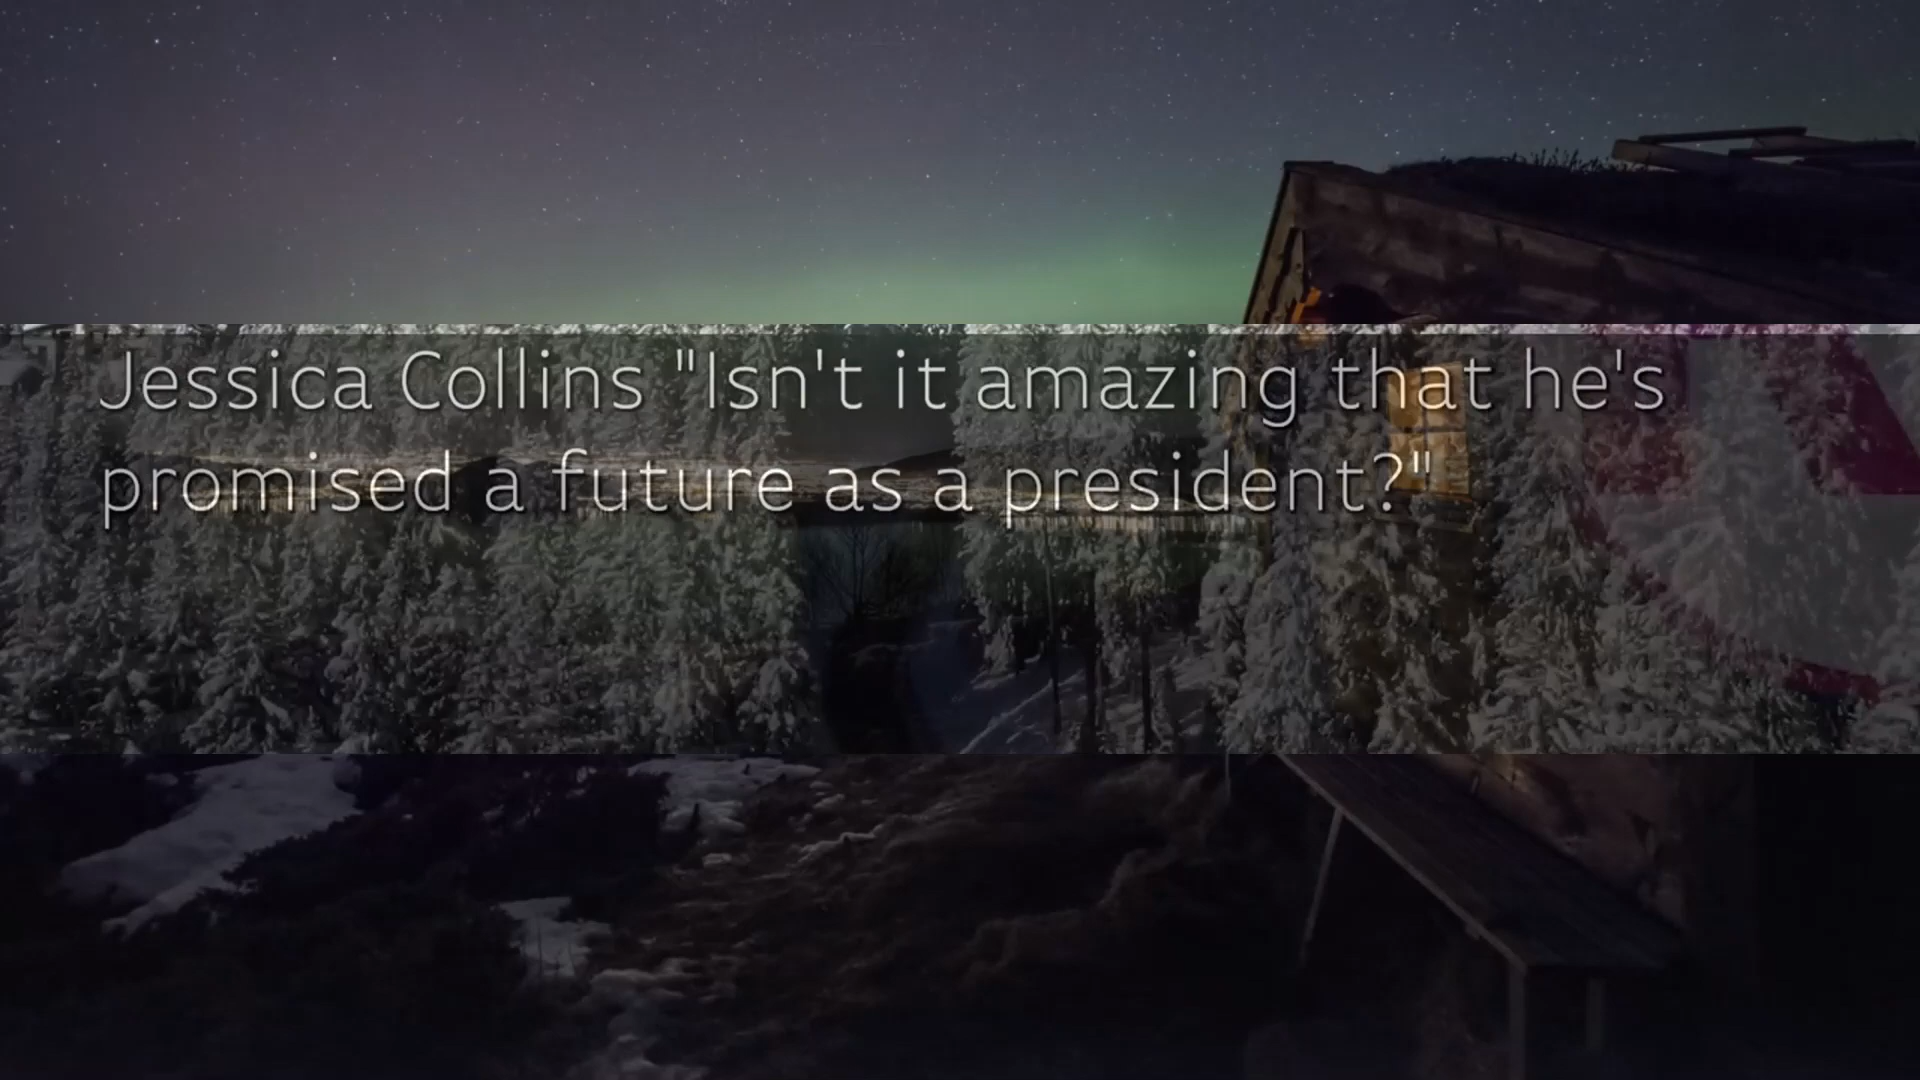 Jessica Collins "Isn't it amazing that he's
promised a future as a president?"